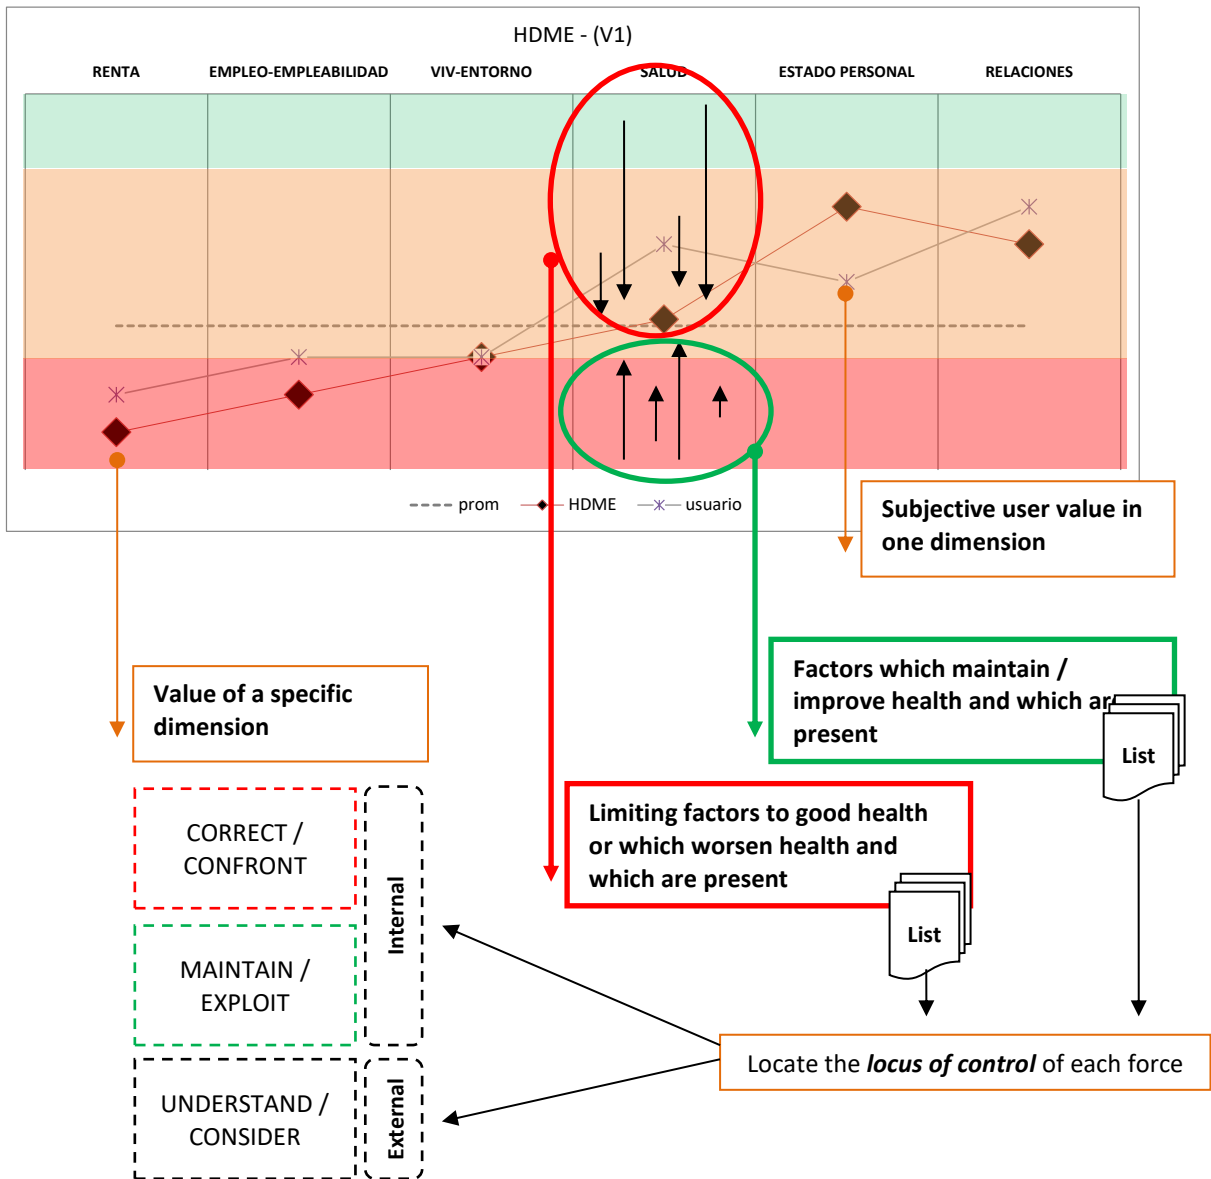 HDME - (V1)
RENTA
EMPLEO-EMPLEABILIDAD
VIV-ENTORNO
SALUD
ESTADO PERSONAL
RELACIONES
prom
HDME
usuario
Subjective user value in
one dimension
Factors which maintain /
improve health and which are
present
List
Value of a specific
dimension
Limiting factors to good health
or which worsen health and
which are present
List
CORRECT /
CONFRONT
MAINTAIN /
EXPLOIT
Internal
UNDERSTAND /
CONSIDER
External
Locate the locus of control of each force